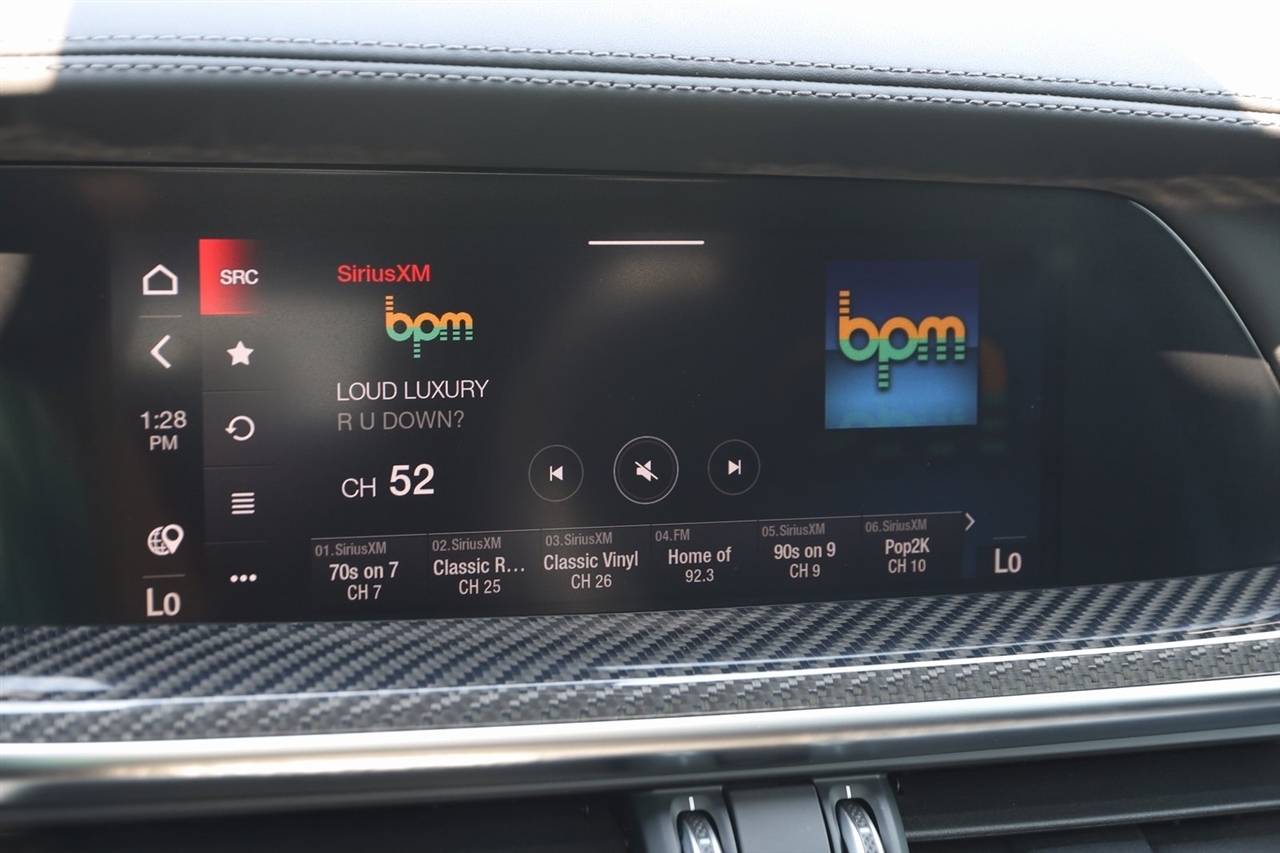 SRC
SiriusXM
bpm
bpm
LOUD LUXURY
R U DOWN?
1:28
PM
CH 52
01.SiriusXM
70s on 7
CH 7
02.SiriusXM
Classic R...
CH 25
03.SiriusXM
Classic Vinyl
CH 26
04.FM
Home of
92.3
05.SiriusXM
90s on 9
CH 9
06.SiriusXM
Pop2K
CH 10
Lo
Lo